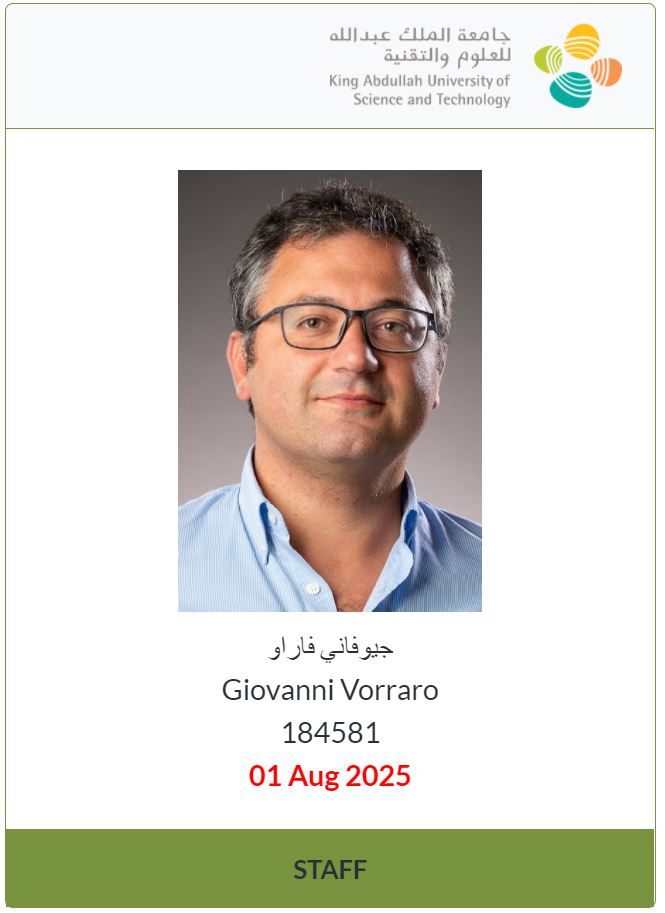 جامعة الملك عبدالله
للعلوم والتقنية
King Abdullah University of
Science and Technology
جيوفاني فاراو
Giovanni Vorraro
184581
01 Aug 2025
STAFF